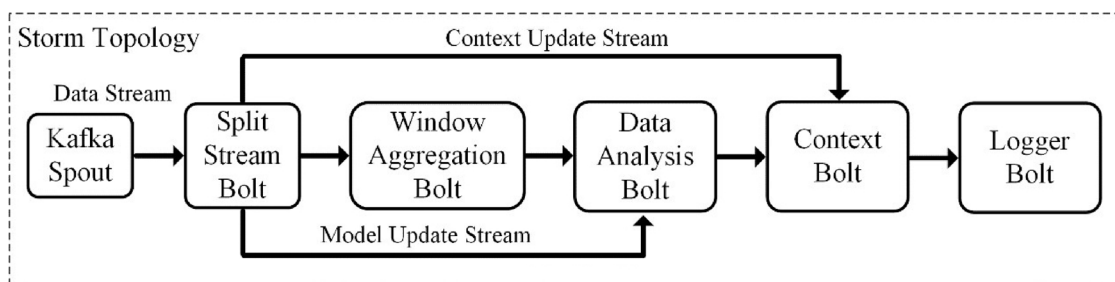 Storm Topology
Context Update Stream
Data Stream
Kafka
Spout
Split
Stream
Bolt
Window
Aggregation
Bolt
Data
Analysis
Bolt
Context
Bolt
Logger
Bolt
Model Update Stream